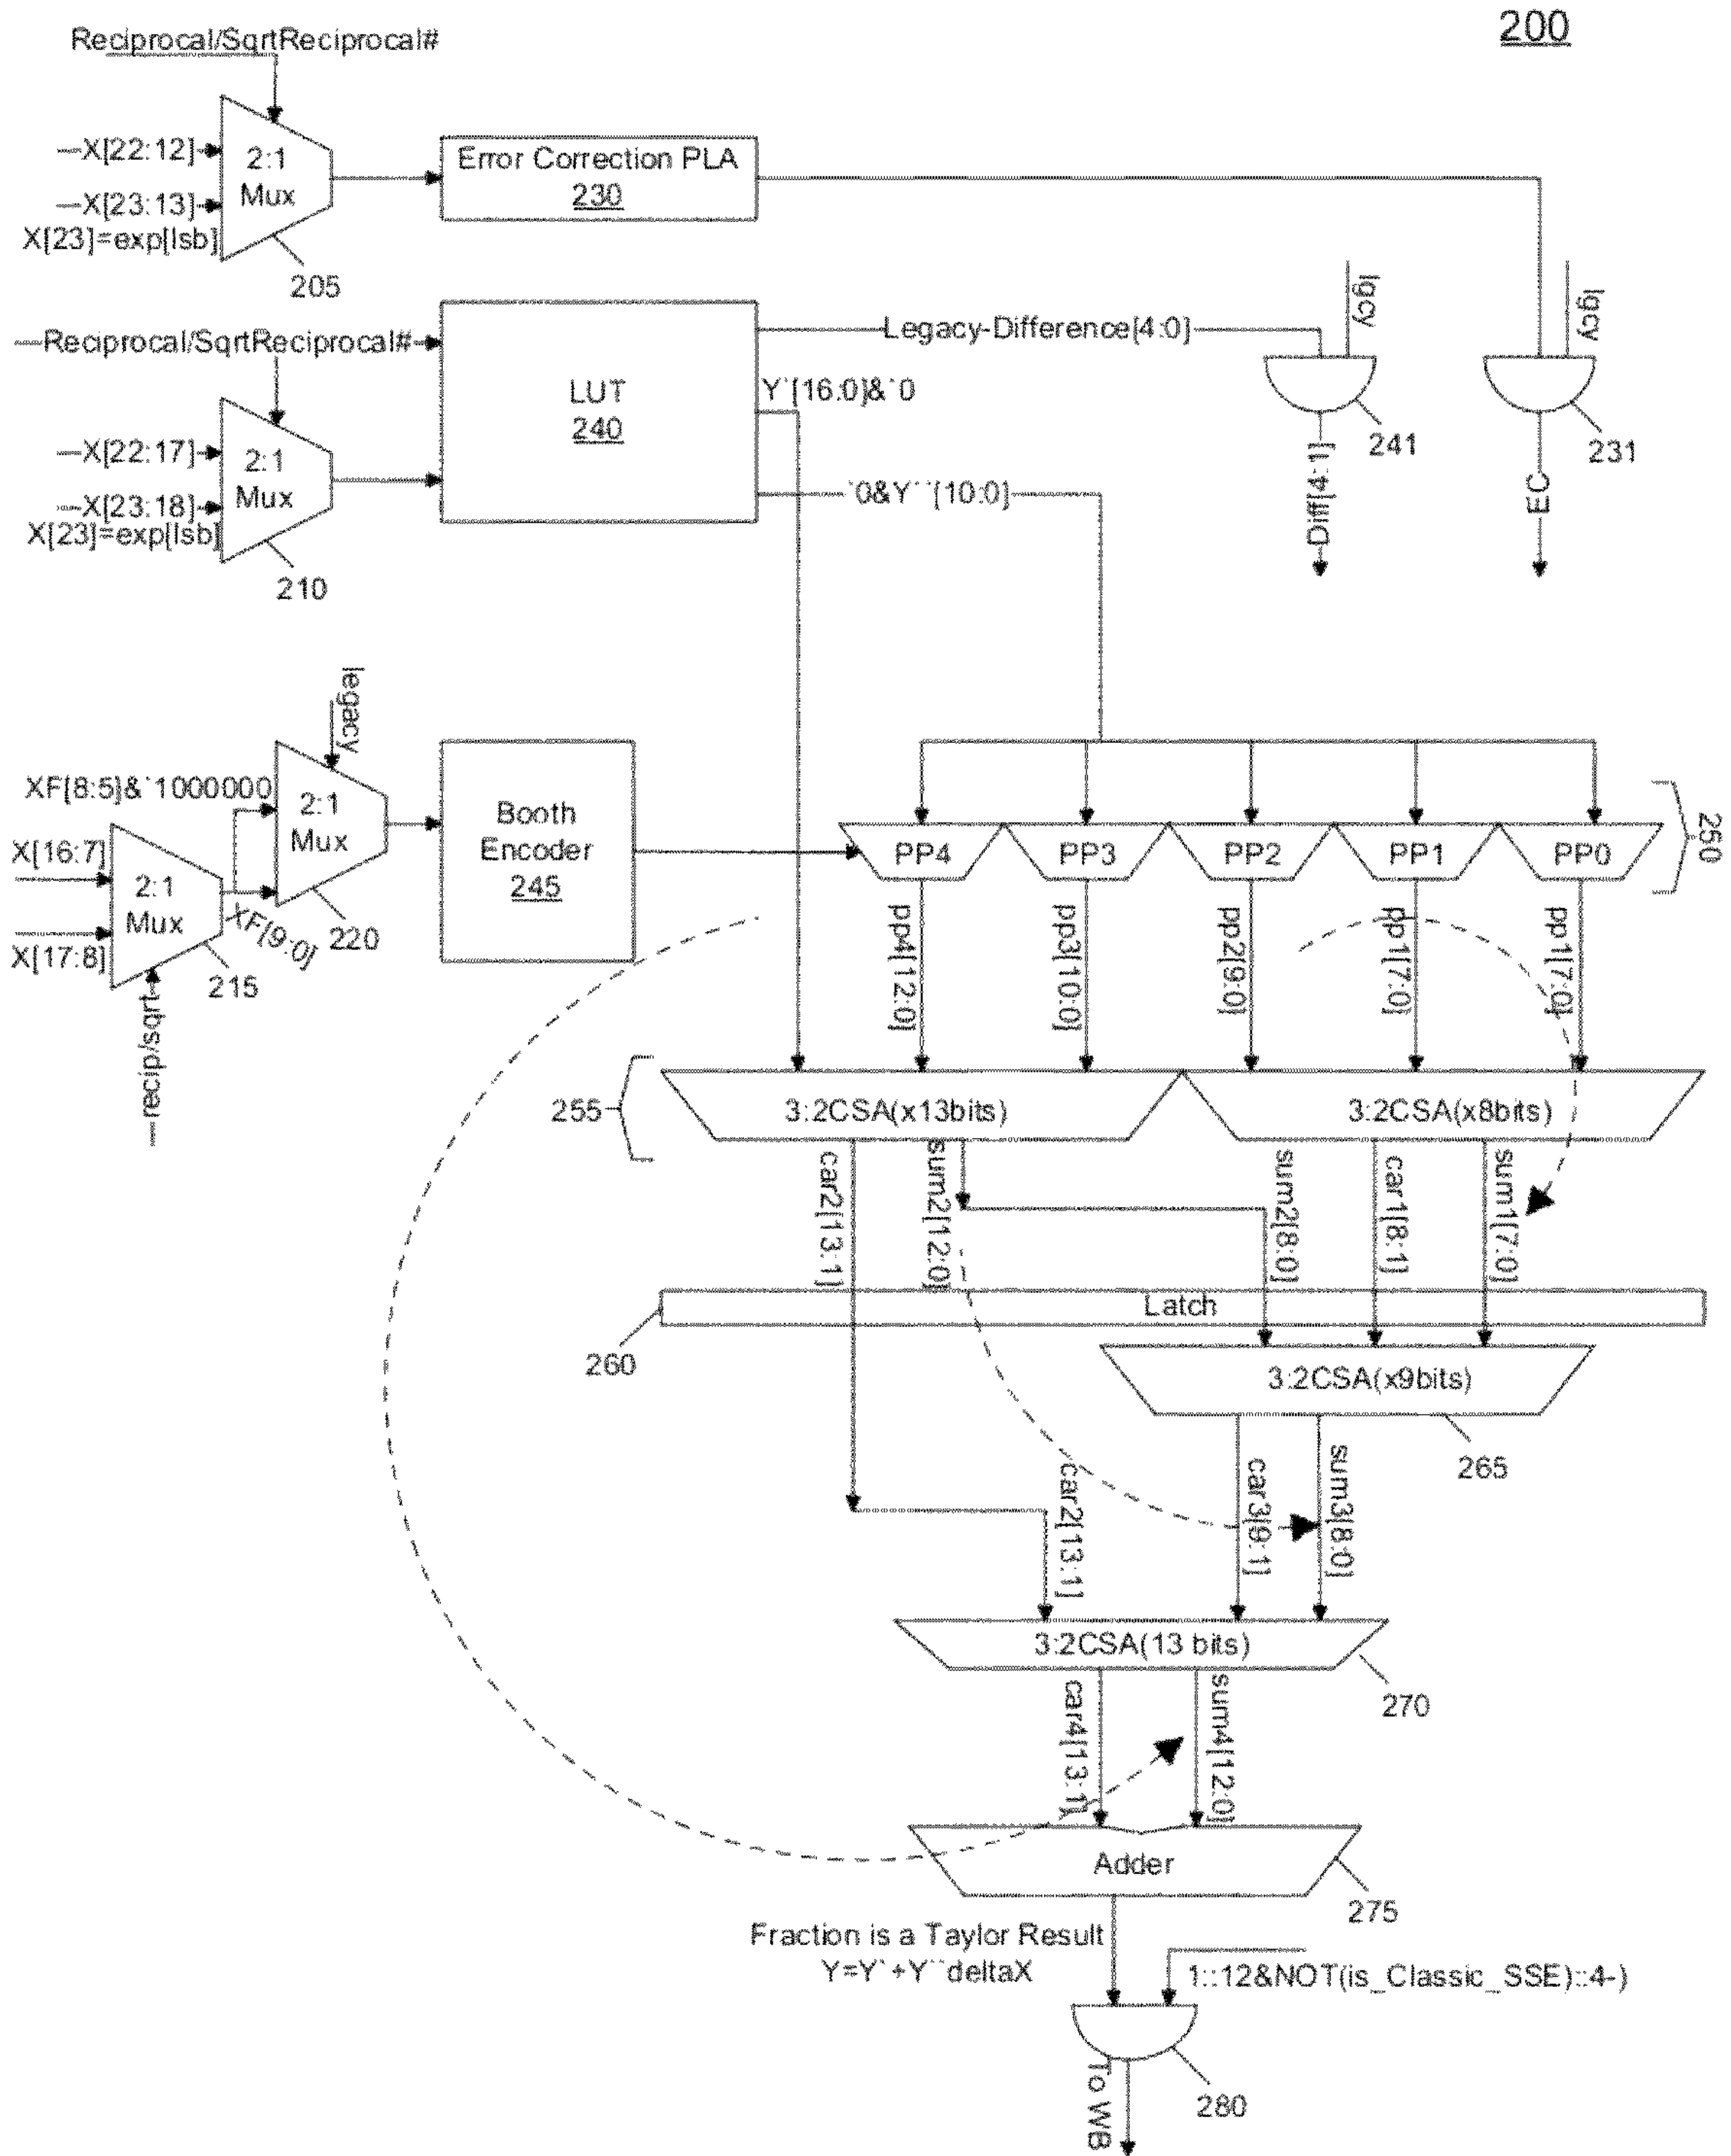 200
Reciprocal/SqrtReciprocal#
X[22:12]
X[23:13]
X[23]=exp[lsb]
2:1
Mux
205
Error Correction PLA
230
Reciprocal/SqrtReciprocal#
X[22:17]
X[23:18]
X[23]=exp[lsb]
2:1
Mux
210
LUT
240
Legacy-Difference[4:0]
Y`[16:0]&`0
`0&Y``[10:0]
lgcy
lgcy
241
231
Diff[4:1]
EC
legacy
XF[8:5]&`1000000
X[16:7]
X[17:8]
2:1
Mux
215
recip/sqrt
XF[9:0]
2:1
Mux
220
Booth
Encoder
245
PP4
PP3
PP2
PP1
PP0
250
pp4[12:0]
pp3[10:0]
pp2[9:0]
pp1[7:0]
pp1[7:0]
255
3:2CSA(x13bits)
3:2CSA(x8bits)
car2[13:1]
sum2[12:0]
sum2[8:0]
car1[8:1]
sum1[7:0]
Latch
260
3:2CSA(x9bits)
265
car2[13:1]
car3[9:1]
sum3[8:0]
3:2CSA(13 bits)
270
car4[13:1]
sum4[12:0]
Adder
275
Fraction is a Taylor Result
Y=Y`+Y``deltaX
1::12&NOT(is_Classic_SSE)::4-)
280
To WB